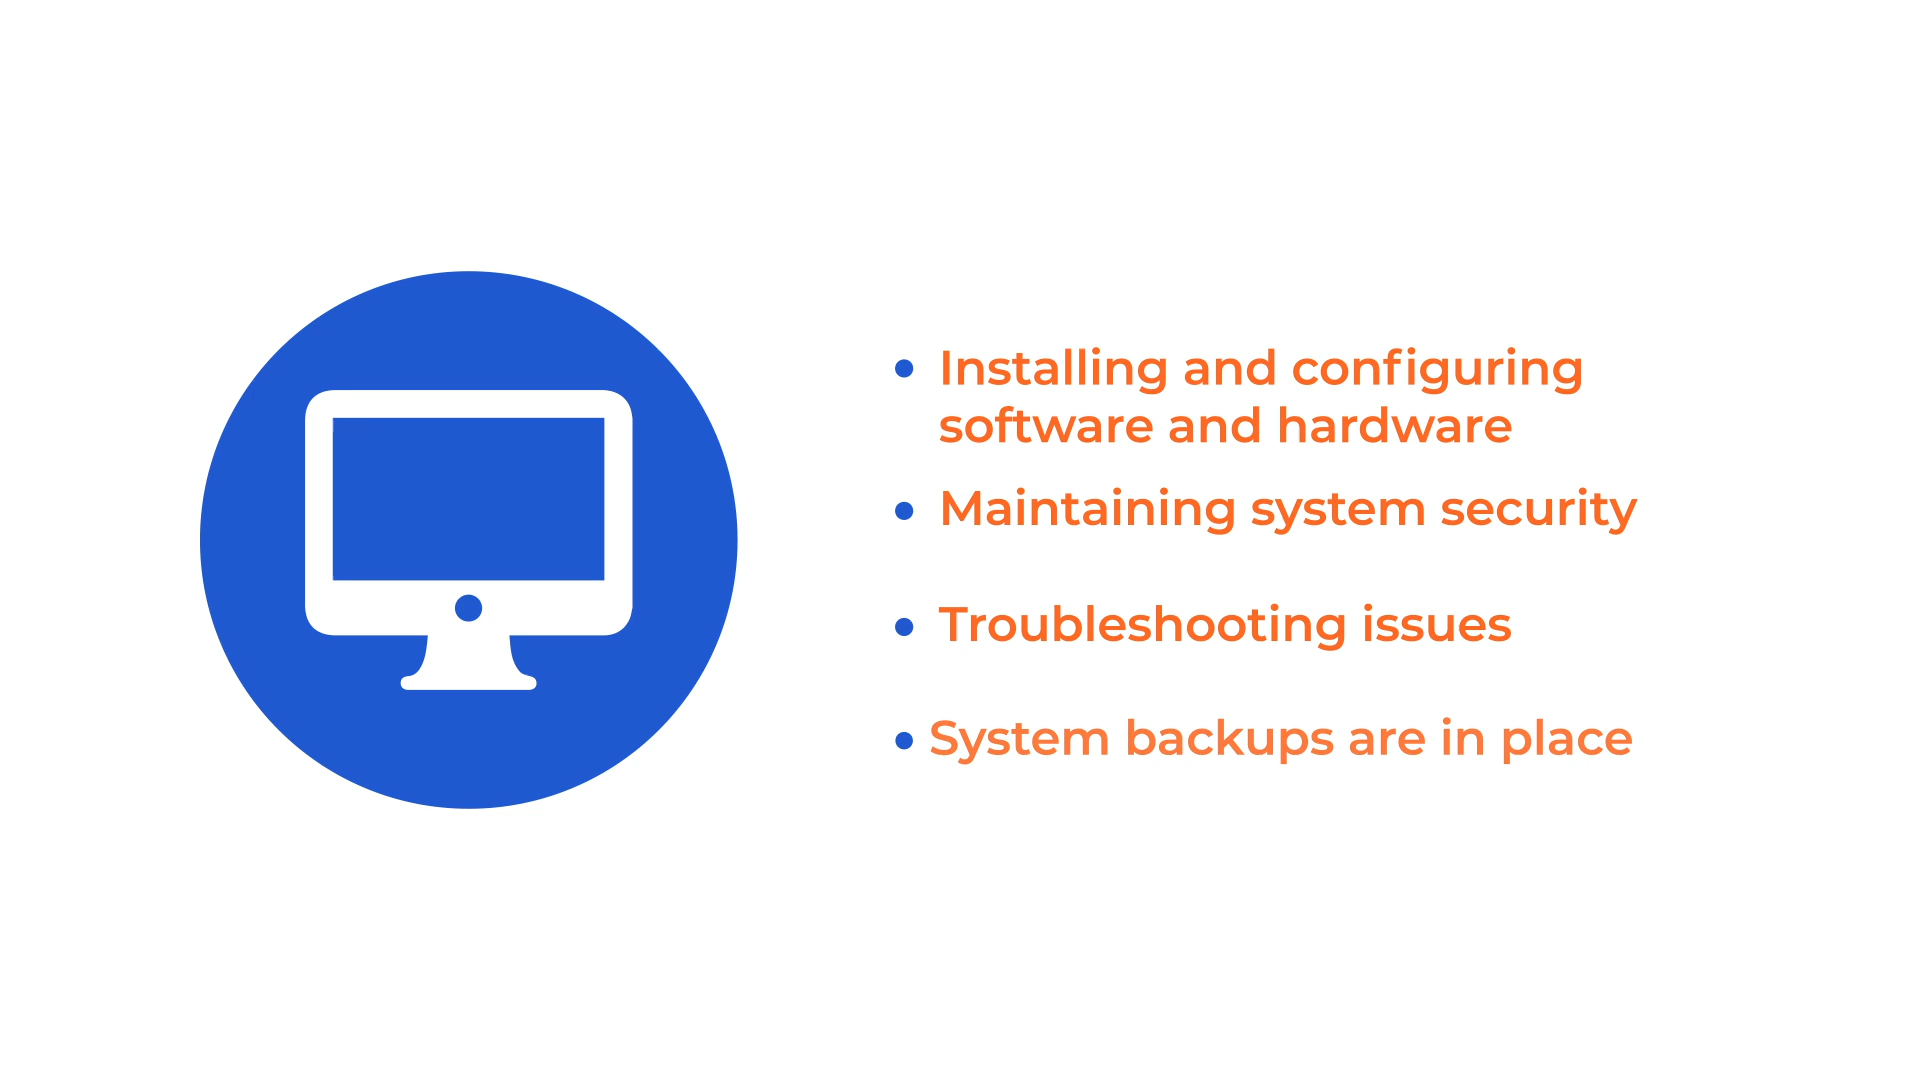 • Installing and configuring
software and hardware
• Maintaining system security
• Troubleshooting issues
• System backups are in place